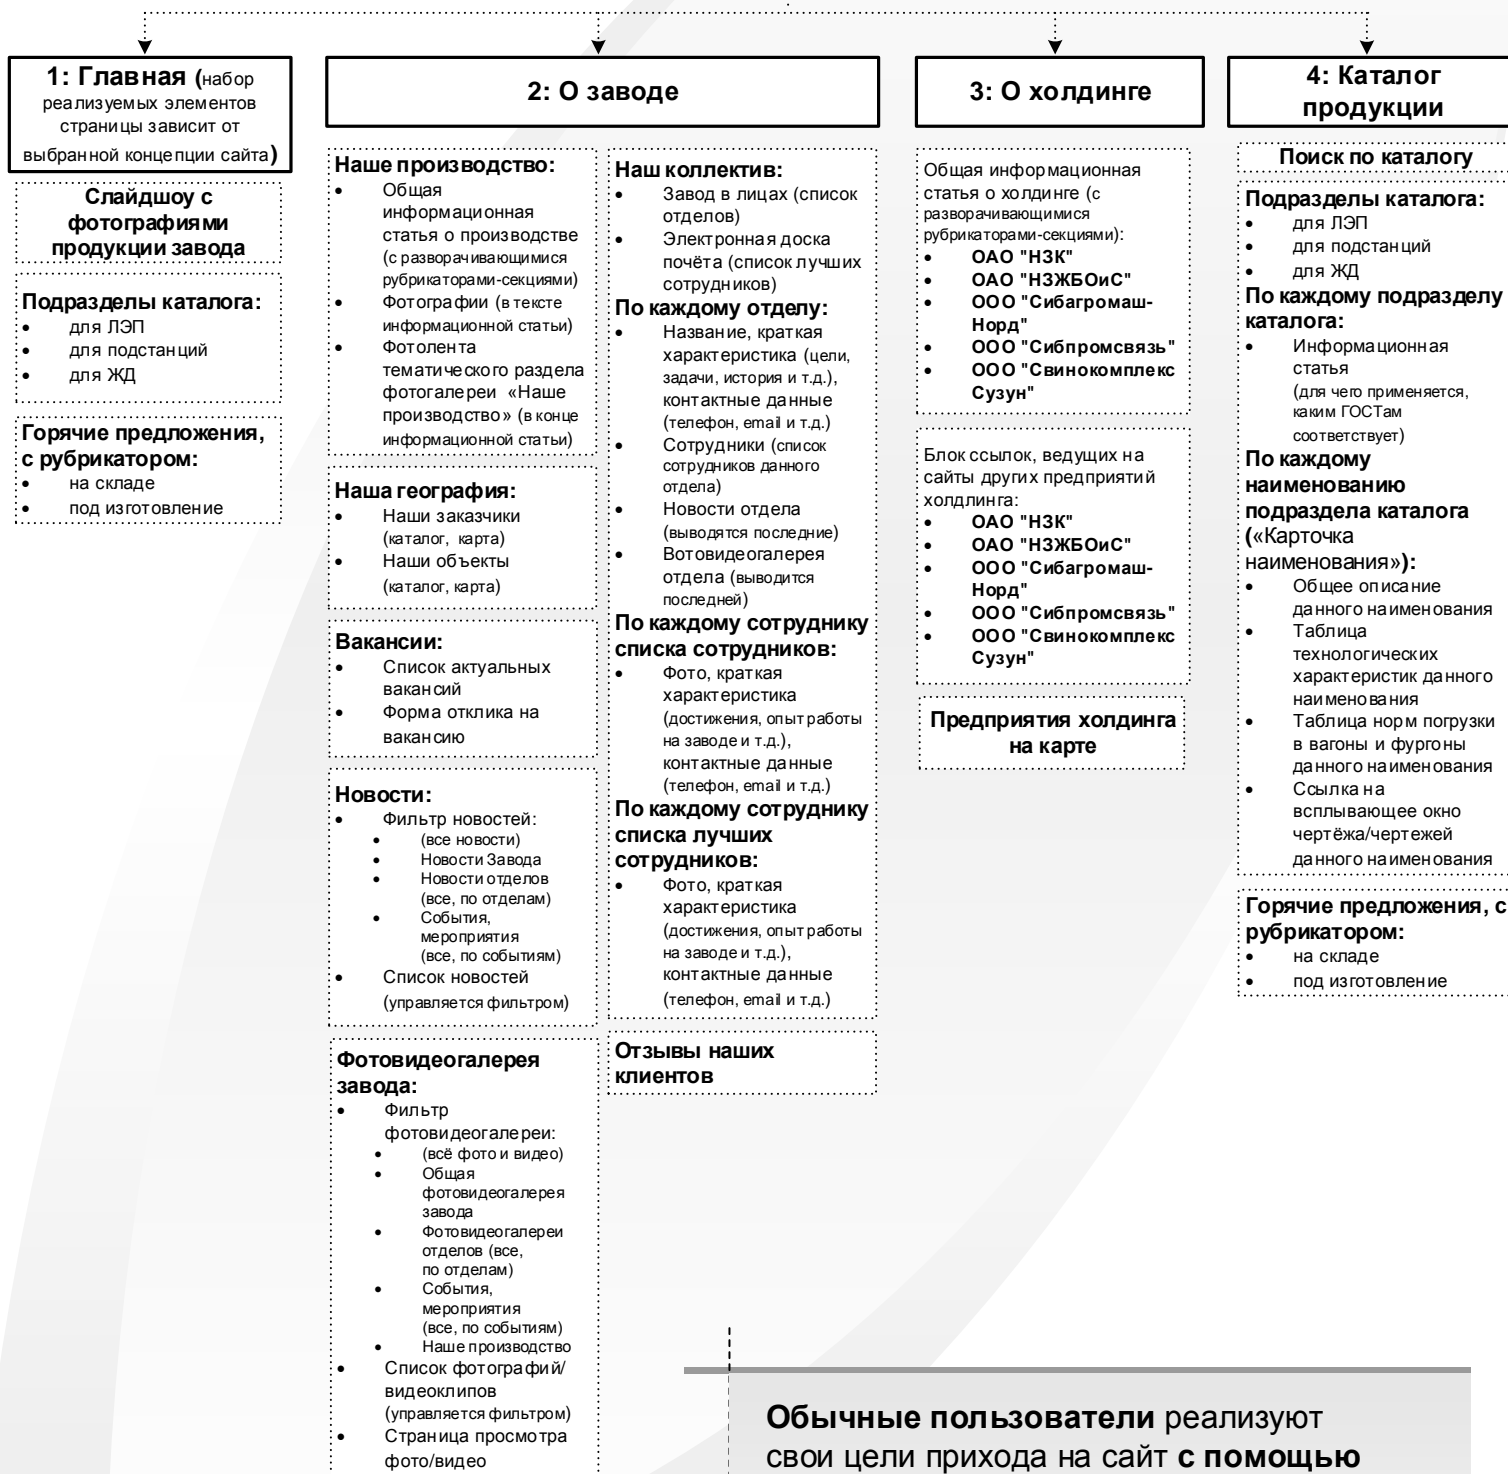 1: Главная (набор
реализуемых элементов
страницы зависит от
выбранной концепции сайта)
Слайдшоу с
фотографиями
продукции завода
Подразделы каталога:
• для ЛЭП
• для подстанций
• для ЖД
Горячие предложения,
с рубрикатором:
• на складе
• под изготовление
2: О заводе
Наше производство:
• Общая
информационная
статья о производстве
(с разворачивающимися
рубрикаторами-секциями)
• Фотографии (в тексте
информационной статьи)
• Фотолента
тематического раздела
фотогалереи «Наше
производство» (в конце
информационной статьи)
Наша география:
• Наши заказчики
(каталог, карта)
• Наши объекты
(каталог, карта)
Вакансии:
• Список актуальных
вакансий
• Форма отклика на
вакансию
Новости:
• Фильтр новостей:
• (все новости)
• Новости Завода
• Новости отделов
(все, по отделам)
• События,
мероприятия
(все, по событиям)
• Список новостей
(управляется фильтром)
Фотовидеогалерея
завода:
• Фильтр
фотовидеогалереи:
• (всё фото и видео)
• Общая
фотовидеогалерея
завода
• Фотовидеогалереи
отделов (все,
по отделам)
• События,
мероприятия
(все, по событиям)
• Наше производство
• Список фотографий/
видеоклипов
(управляется фильтром)
• Страница просмотра
фото/видео
Наш коллектив:
• Завод в лицах (список
отделов)
• Электронная доска
почёта (список лучших
сотрудников)
По каждому отделу:
• Название, краткая
характеристика (цели,
задачи, история и т.д.),
контактные данные
(телефон, email и т.д.)
• Сотрудники (список
сотрудников данного
отдела)
• Новости отдела
(выводятся последние)
• Вотовидеогалерея
отдела (выводится
последней)
По каждому сотруднику
списка сотрудников:
• Фото, краткая
характеристика
(достижения, опыт работы
на заводе и т.д.),
контактные данные
(телефон, email и т.д.)
По каждому сотруднику
списка лучших
сотрудников:
• Фото, краткая
характеристика
(достижения, опыт работы
на заводе и т.д.),
контактные данные
(телефон, email и т.д.)
Отзывы наших
клиентов
3: О холдинге
Общая информационная
статья о холдинге (с
разворачивающимися
рубрикаторами-секциями):
• ОАО "НЗК"
• ОАО "НЗЖБОиС"
• ООО "Сибагромаш-
Норд"
• ООО "Сибпромсвязь"
• ООО "Свинокомплекс
Сузун"
Блок ссылок, ведущих на
сайты других предприятий
холдлинга:
• ОАО "НЗК"
• ОАО "НЗЖБОиС"
• ООО "Сибагромаш-
Норд"
• ООО "Сибпромсвязь"
• ООО "Свинокомплекс
Сузун"
Предприятия холдинга
на карте
4: Каталог
продукции
Поиск по каталогу
Подразделы каталога:
• для ЛЭП
• для подстанций
• для ЖД
По каждому подразделу
каталога:
• Информационная
статья
(для чего применяется,
каким ГОСТам
соответствует)
По каждому
наименованию
подраздела каталога
(«Карточка
наименования»):
• Общее описание
данного наименования
• Таблица
технологических
характеристик данного
наименования
• Таблица норм погрузки
в вагоны и фургоны
данного наименования
• Ссылка на
всплывающее окно
чертёжа/чертежей
данного наименования
Горячие предложения, с
рубрикатором:
• на складе
• под изготовление
Обычные пользователи реализуют
свои цели прихода на сайт с помощью